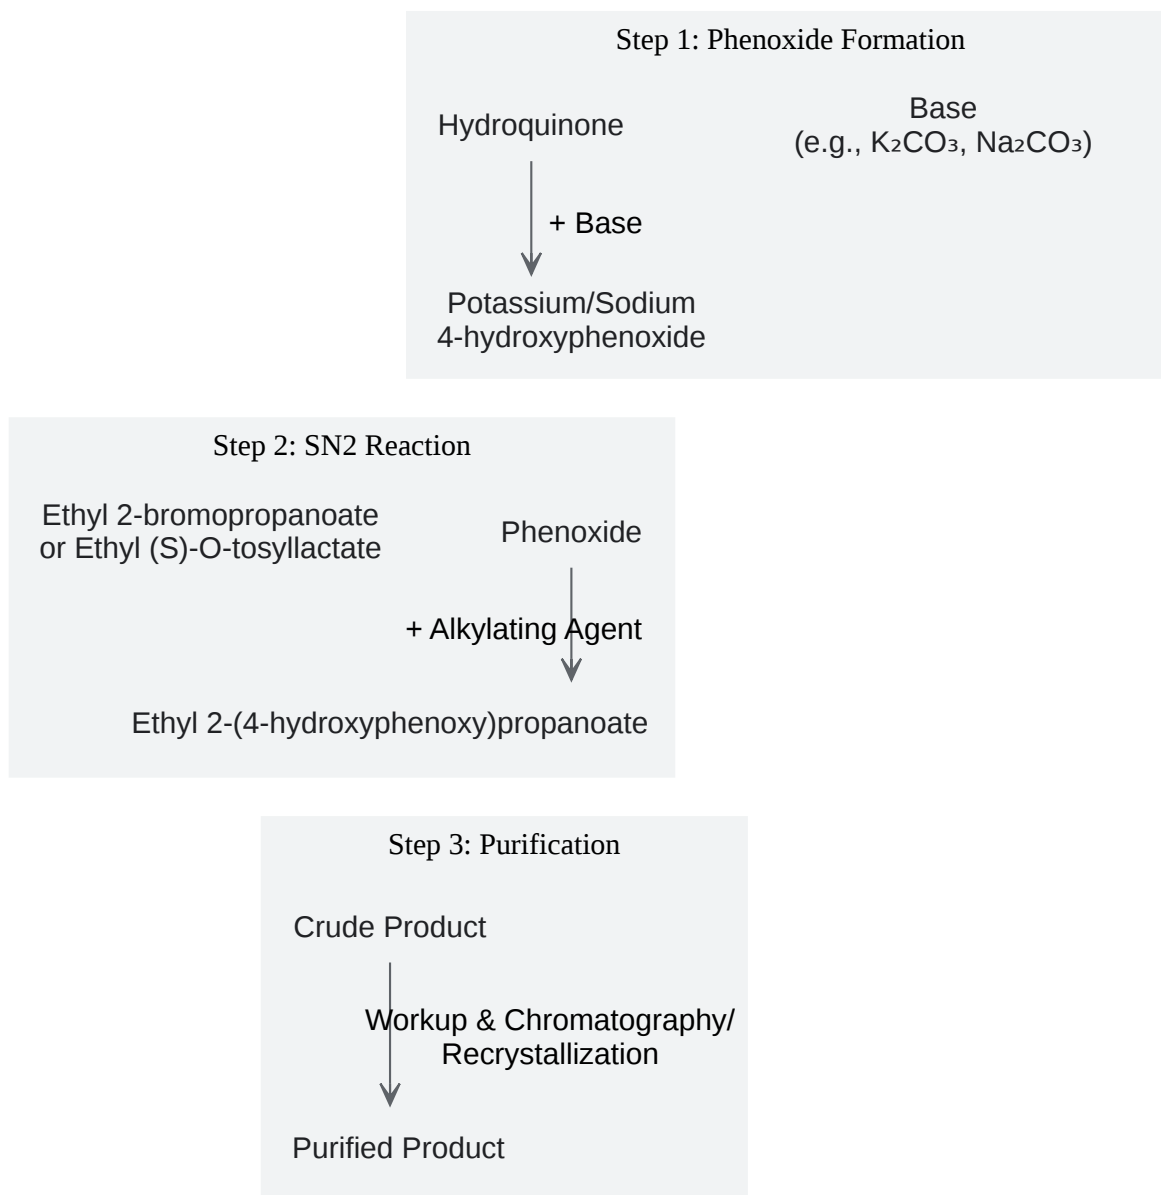 Step 1: Phenoxide Formation
Hydroquinone
Base
(e.g., K₂CO₃, Na₂CO₃)
+ Base
Potassium/Sodium
4-hydroxyphenoxide
Step 2: SN2 Reaction
Ethyl 2-bromopropanoate
or Ethyl (S)-O-tosyllactate
Phenoxide
+ Alkylating Agent
Ethyl 2-(4-hydroxyphenoxy)propanoate
Step 3: Purification
Crude Product
Workup & Chromatography/
Recrystallization
Purified Product